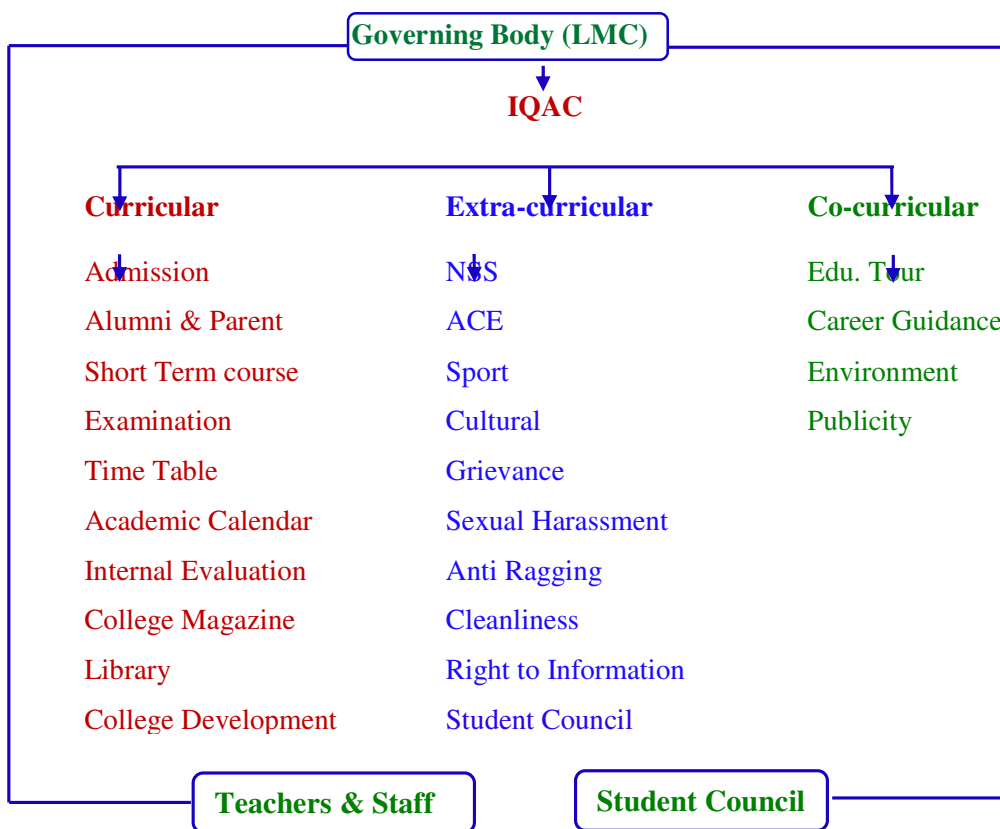 Governing Body (LMC)
IQAC
Curricular
Extra-curricular
Co-curricular
Admission
NSS
Edu. Tour
Alumni & Parent
ACE
Career Guidance
Short Term course
Sport
Environment
Examination
Cultural
Publicity
Time Table
Grievance
Academic Calendar
Sexual Harassment
Internal Evaluation
Anti Ragging
College Magazine
Cleanliness
Library
Right to Information
College Development
Student Council
Teachers & Staff
Student Council